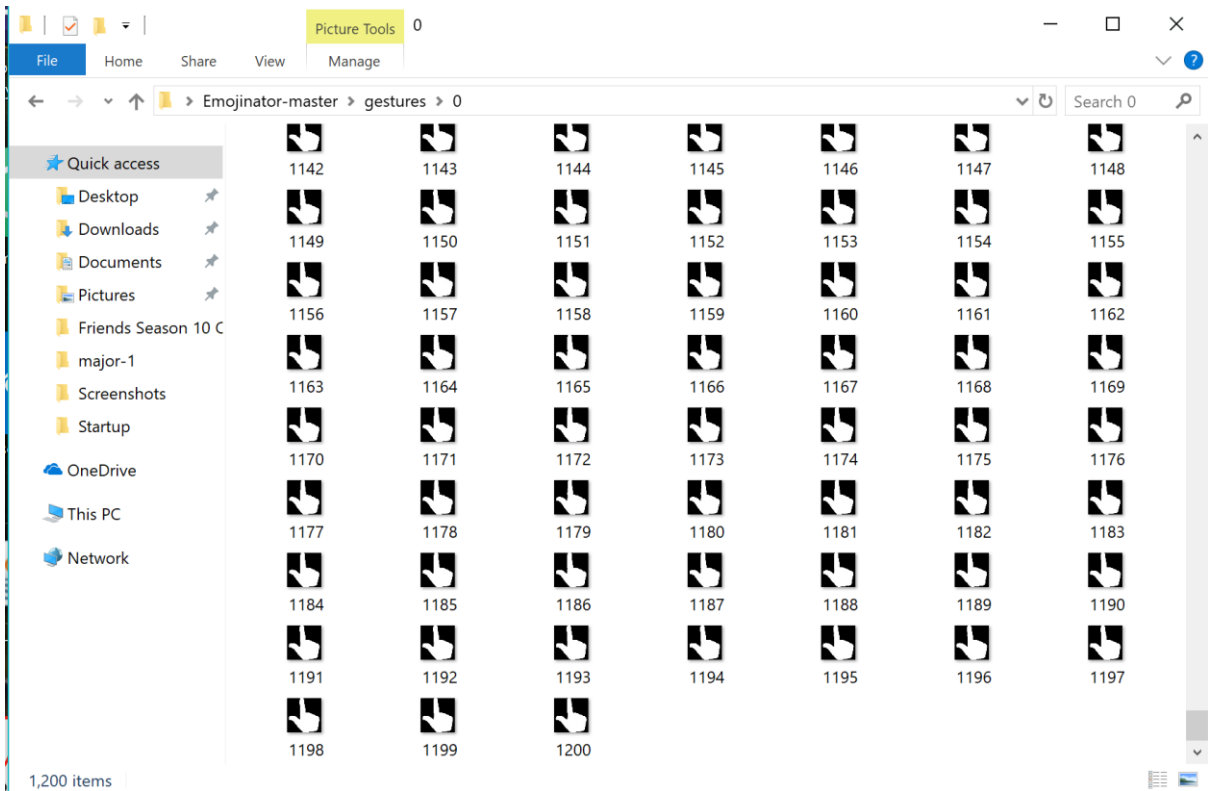 Picture Tools 0
File Home Share View Manage
Emojinator-master > gestures > 0 Search 0
Quick access
Desktop
Downloads
Documents
Pictures
Friends Season 10 C
major-1
Screenshots
Startup
OneDrive
This PC
Network
1142 1143 1144 1145 1146 1147 1148
1149 1150 1151 1152 1153 1154 1155
1156 1157 1158 1159 1160 1161 1162
1163 1164 1165 1166 1167 1168 1169
1170 1171 1172 1173 1174 1175 1176
1177 1178 1179 1180 1181 1182 1183
1184 1185 1186 1187 1188 1189 1190
1191 1192 1193 1194 1195 1196 1197
1198 1199 1200
1,200 items